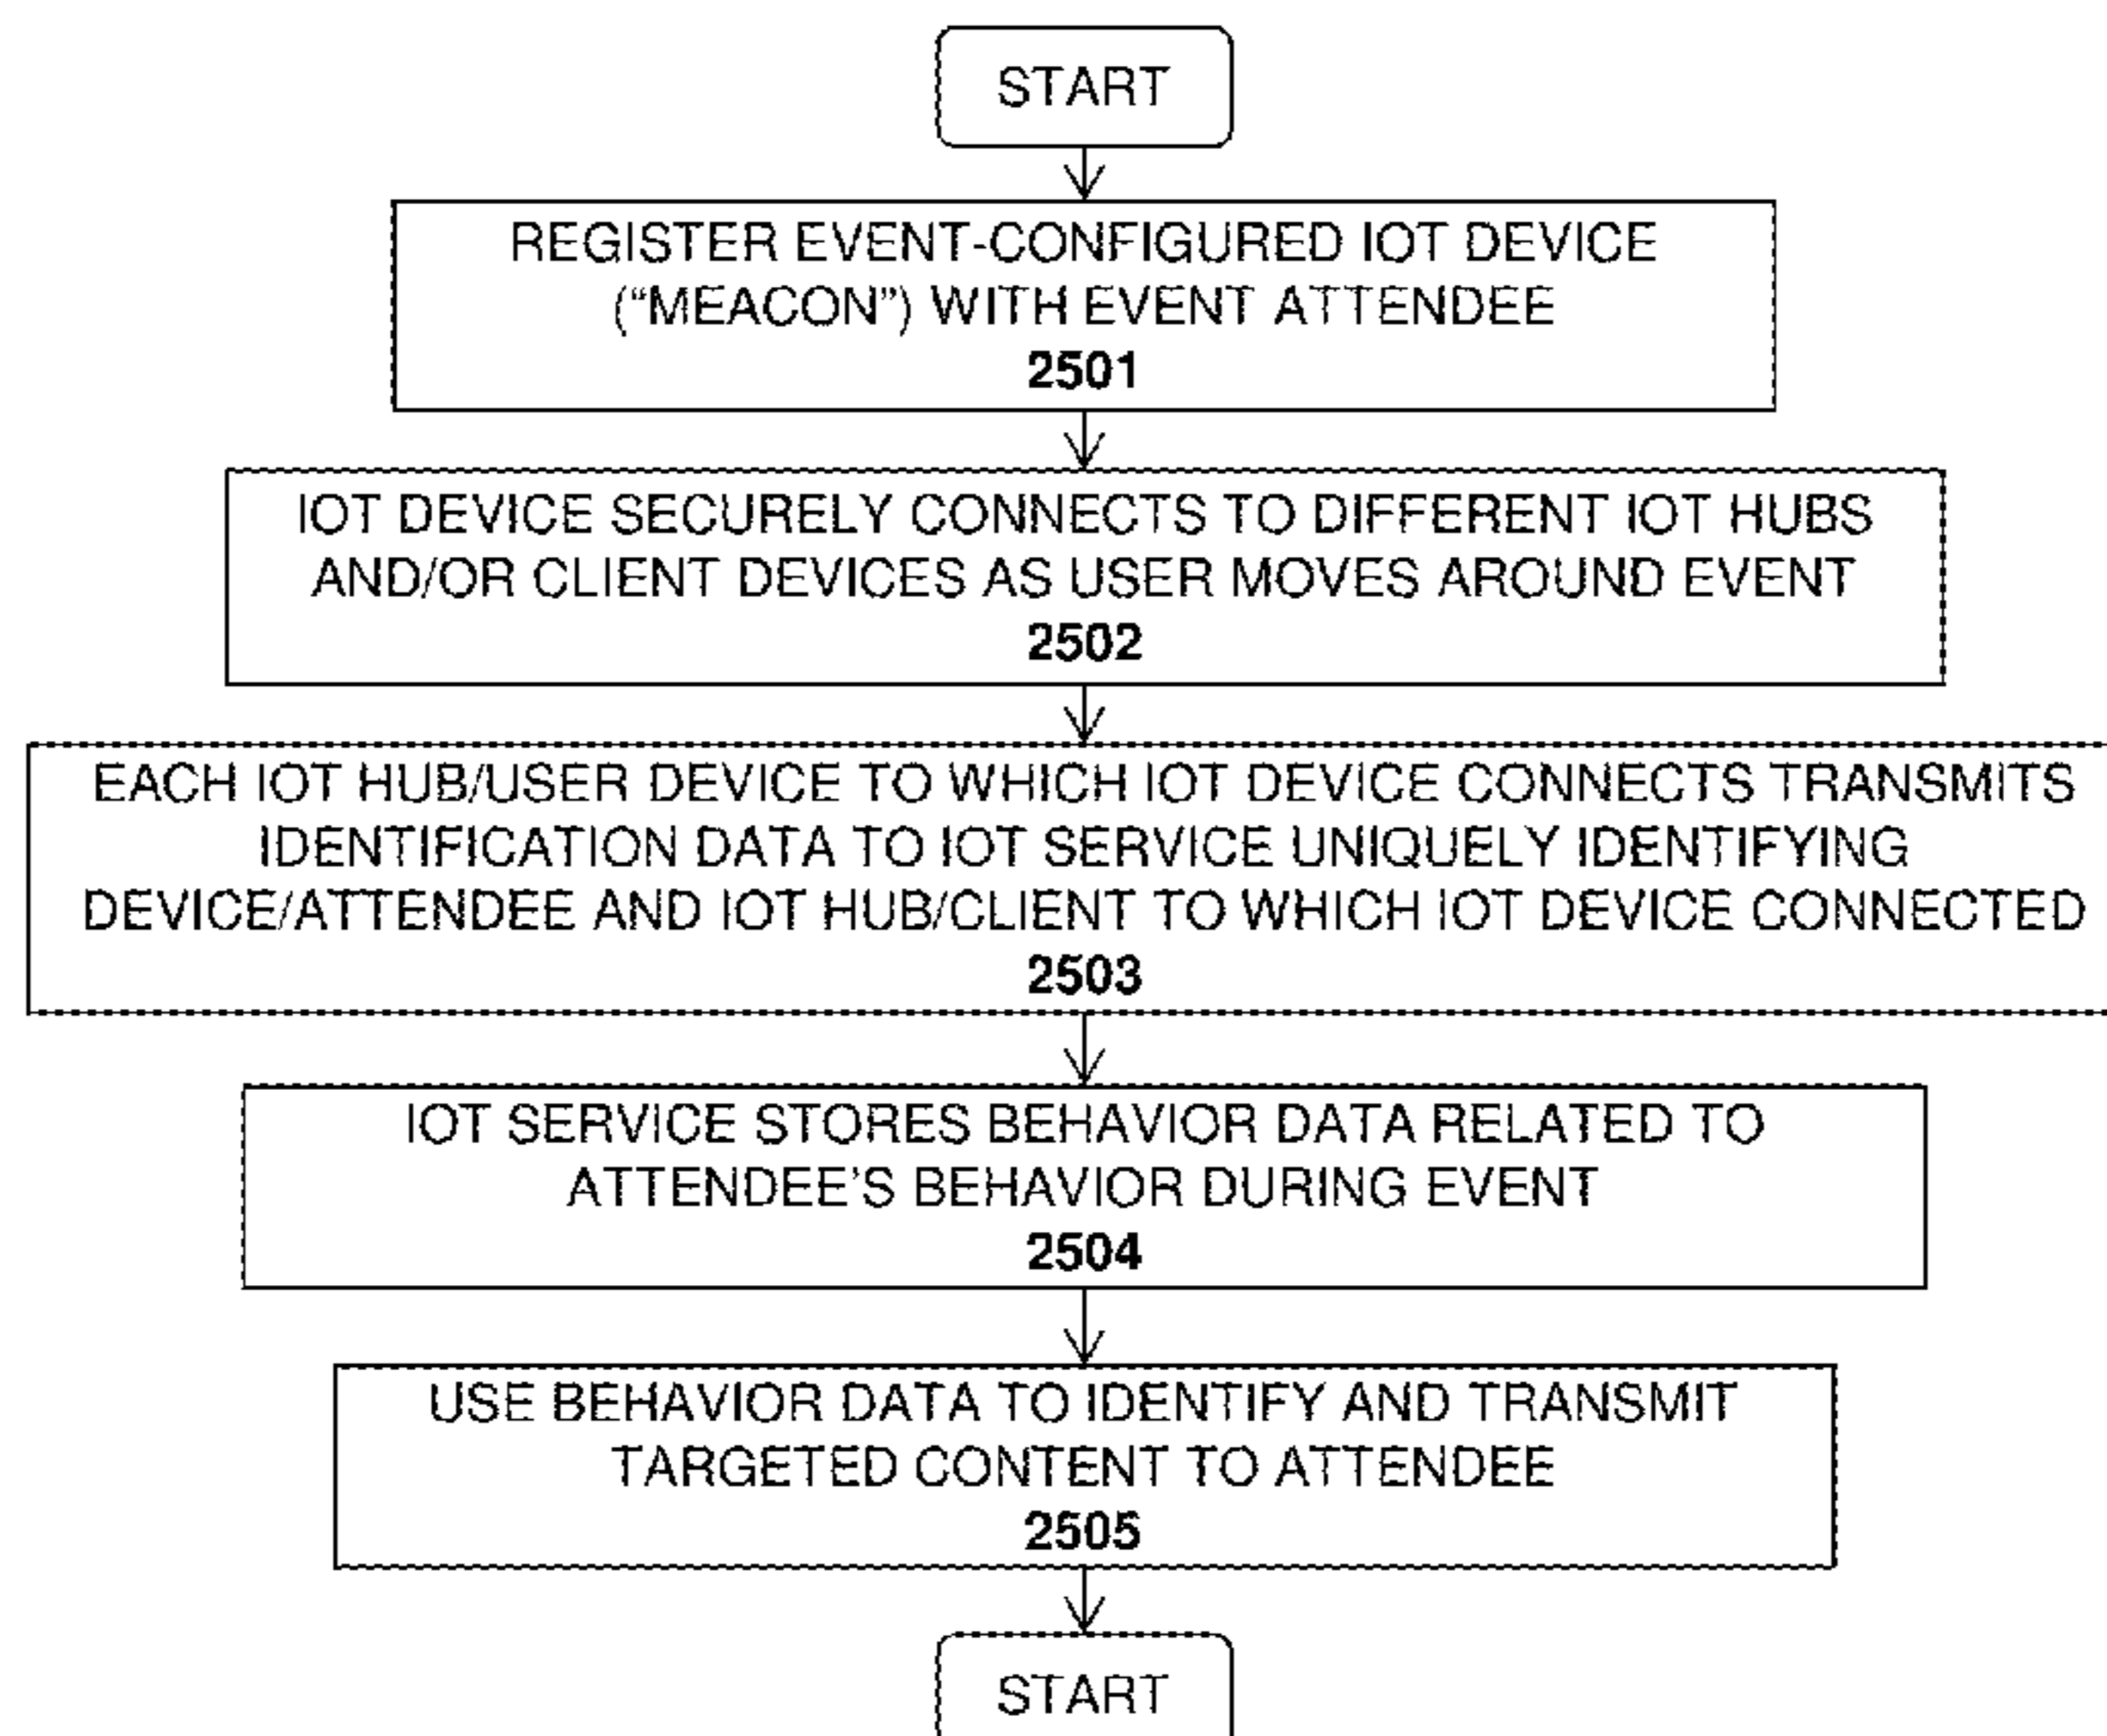 START
REGISTER EVENT-CONFIGURED IOT DEVICE
(“MEACON”) WITH EVENT ATTENDEE
2501
IOT DEVICE SECURELY CONNECTS TO DIFFERENT IOT HUBS
AND/OR CLIENT DEVICES AS USER MOVES AROUND EVENT
2502
EACH IOT HUB/USER DEVICE TO WHICH IOT DEVICE CONNECTS TRANSMITS
IDENTIFICATION DATA TO IOT SERVICE UNIQUELY IDENTIFYING
DEVICE/ATTENDEE AND IOT HUB/CLIENT TO WHICH IOT DEVICE CONNECTED
2503
IOT SERVICE STORES BEHAVIOR DATA RELATED TO
ATTENDEE’S BEHAVIOR DURING EVENT
2504
USE BEHAVIOR DATA TO IDENTIFY AND TRANSMIT
TARGETED CONTENT TO ATTENDEE
2505
START